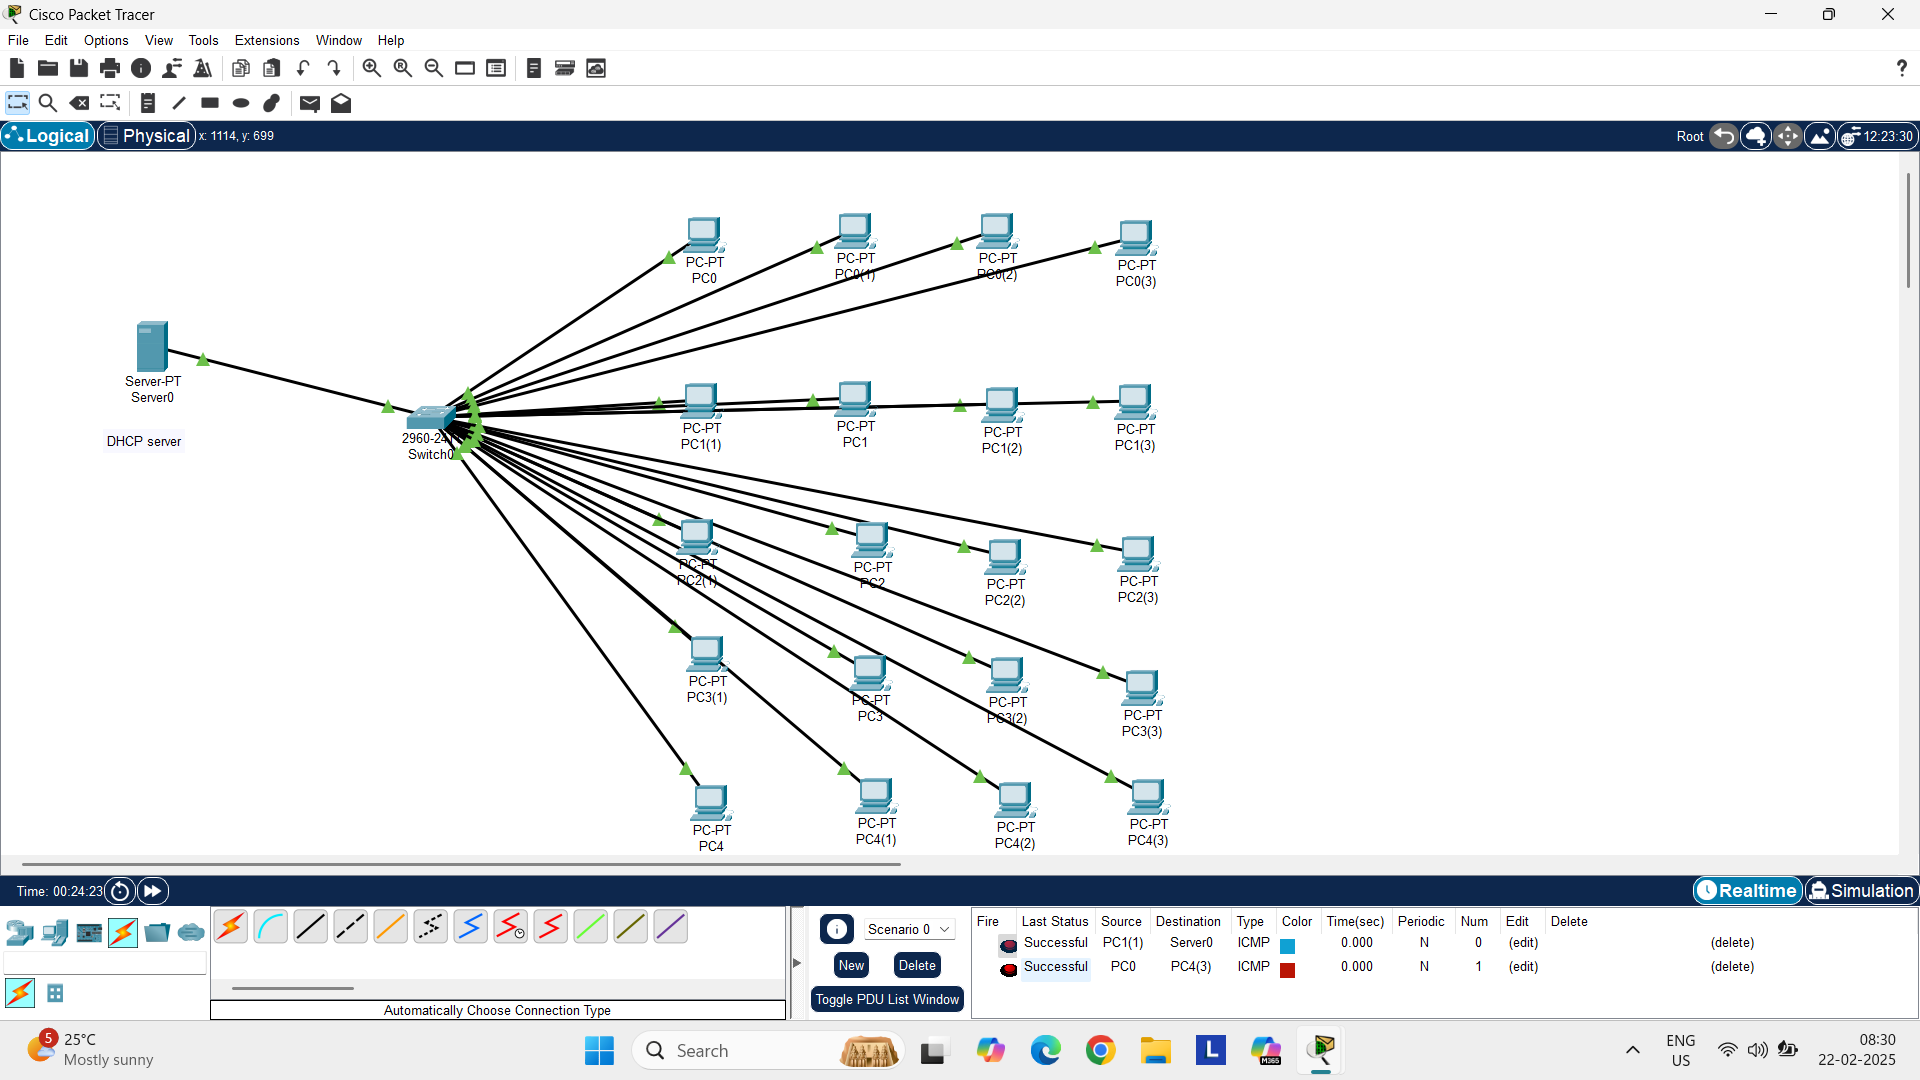 Cisco Packet Tracer
File Edit Options View Tools Extensions Window Help
?
Logical Physical x: 1114, y: 699 Root 12:23:30
PC-PT
PC0
PC-PT
PC0(1)
PC-PT
PC0(2)
PC-PT
PC0(3)
Server-PT
Server0
DHCP server
2960-24TT
Switch0
PC-PT
PC1(1)
PC-PT
PC1
PC-PT
PC1(2)
PC-PT
PC1(3)
PC-PT
PC2(1)
PC-PT
PC2
PC-PT
PC2(2)
PC-PT
PC2(3)
PC-PT
PC3(1)
PC-PT
PC3
PC-PT
PC3(2)
PC-PT
PC3(3)
PC-PT
PC4
PC-PT
PC4(1)
PC-PT
PC4(2)
PC-PT
PC4(3)
Time: 00:24:23 Realtime Simulation
Automatically Choose Connection Type
Scenario 0
New Delete
Toggle PDU List Window
Fire Last Status Source Destination Type Color Time(sec) Periodic Num Edit Delete
Successful PC1(1) Server0 ICMP 0.000 N 0 (edit) (delete)
Successful PC0 PC4(3) ICMP 0.000 N 1 (edit) (delete)
5
25°C
Mostly sunny
Search
L
M365
ENG
US
08:30
22-02-2025